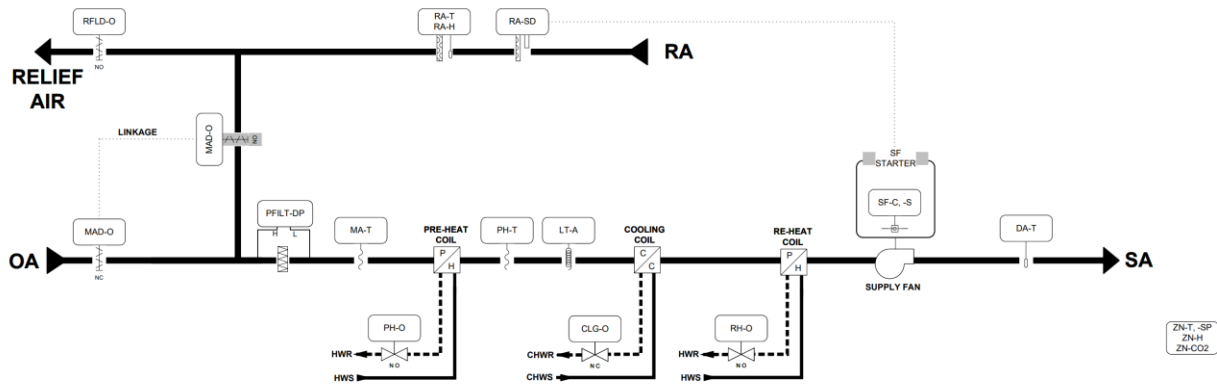 RFLD-O
NO
RELIEF
AIR
RA-T
RA-H
RA-SD
RA
LINKAGE
MAD-O
NO
SF
STARTER
SF-C, -S
MAD-O
NC
OA
PFILT-DP
H L
MA-T
PRE-HEAT
COIL
P
H
PH-T
LT-A
COOLING
COIL
C
C
RE-HEAT
COIL
P
H
SUPPLY FAN
DA-T
SA
PH-O
NO
HWR
HWS
CLG-O
NC
CHWR
CHWS
RH-O
NO
HWR
HWS
ZN-T, -SP
ZN-H
ZN-CO2